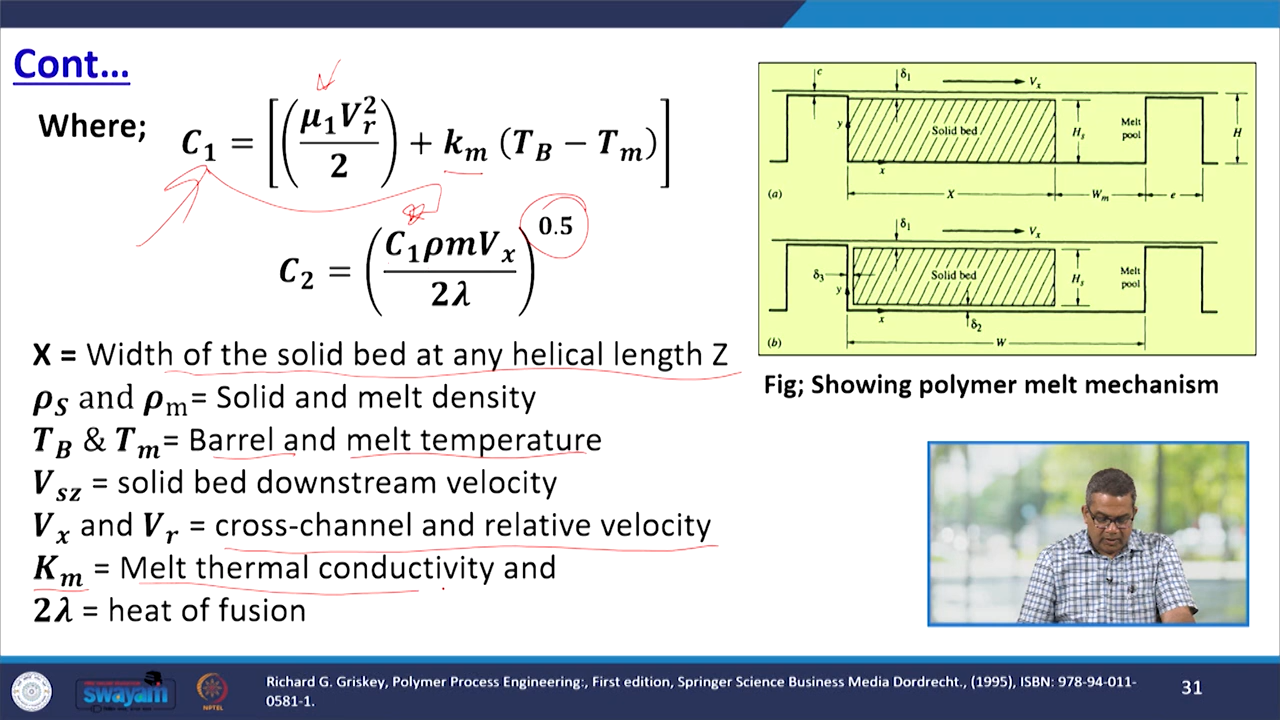 Cont...
Where; C₁ = [(μ₁V_r²/2) + k_m (T_B − T_m)]
C₂ = (C₁ρmV_x/2λ)^0.5
X = Width of the solid bed at any helical length Z
ρ_S and ρ_m= Solid and melt density
T_B & T_m= Barrel and melt temperature
V_sz = solid bed downstream velocity
V_x and V_r = cross-channel and relative velocity
K_m = Melt thermal conductivity and
2λ = heat of fusion
c δ₁ V_x
y Solid bed H_s Melt pool H
x
(a) X W_m e
δ₁ V_x
δ₃ y Solid bed H_s Melt pool
x δ₂
(b) W
Fig; Showing polymer melt mechanism
swayam
NPTEL
Richard G. Griskey, Polymer Process Engineering:, First edition, Springer Science Business Media Dordrecht., (1995), ISBN: 978-94-011-
0581-1.
31